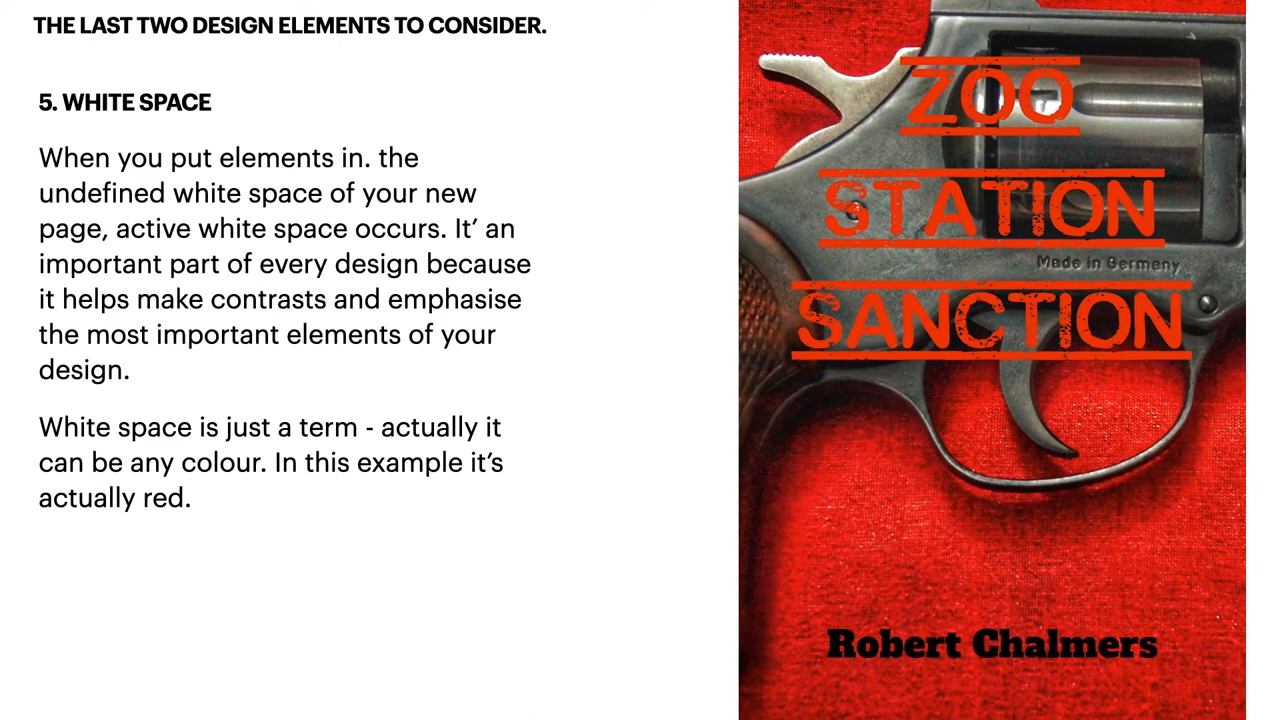 THE LAST TWO DESIGN ELEMENTS TO CONSIDER.
5. WHITE SPACE
When you put elements in. the
undefined white space of your new
page, active white space occurs. It’ an
important part of every design because
it helps make contrasts and emphasise
the most important elements of your
design.
White space is just a term - actually it
can be any colour. In this example it’s
actually red.
ZOO
STATION
Made in Germany
SANCTION
Robert Chalmers